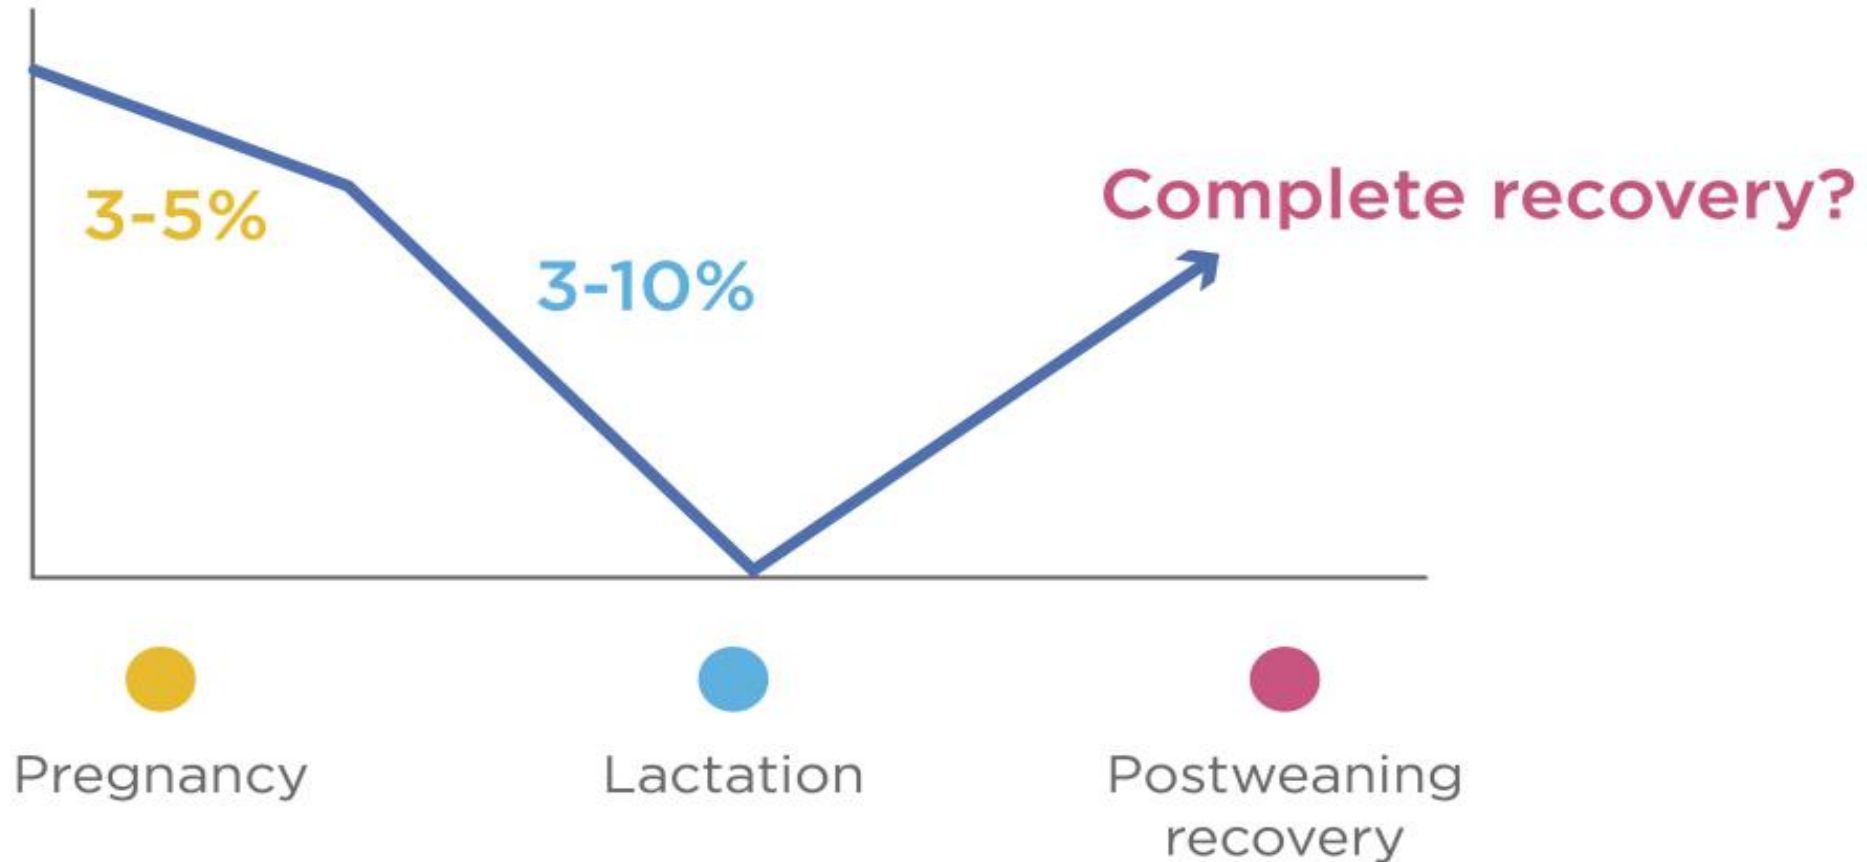 Complete recovery?
3-5%
3-10%
Pregnancy
Lactation
Postweaning
recovery